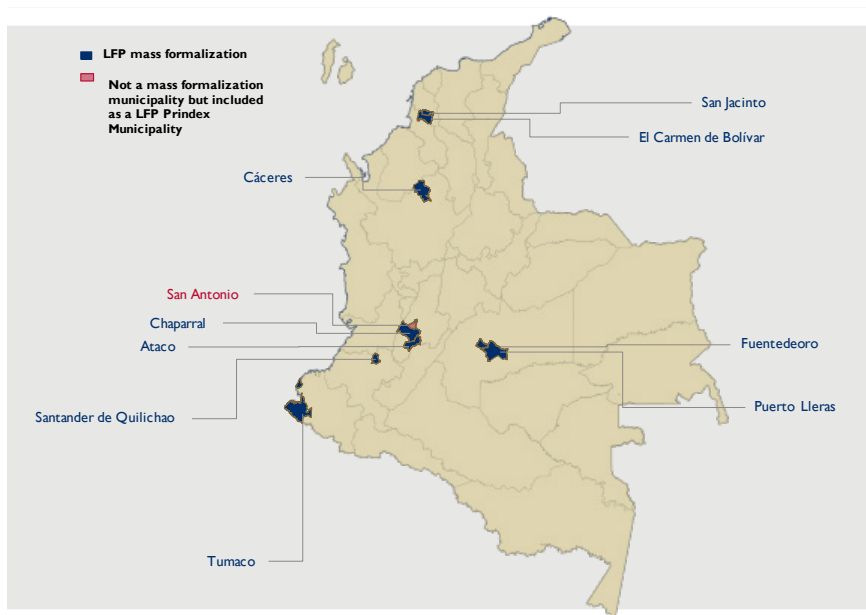 LFP mass formalization
Not a mass formalization
municipality but included
as a LFP Prindex
Municipality
San Jacinto
El Carmen de Bolívar
Cáceres
San Antonio
Chaparral
Ataco
Fuentedeoro
Santander de Quilichao
Puerto Lleras
Tumaco